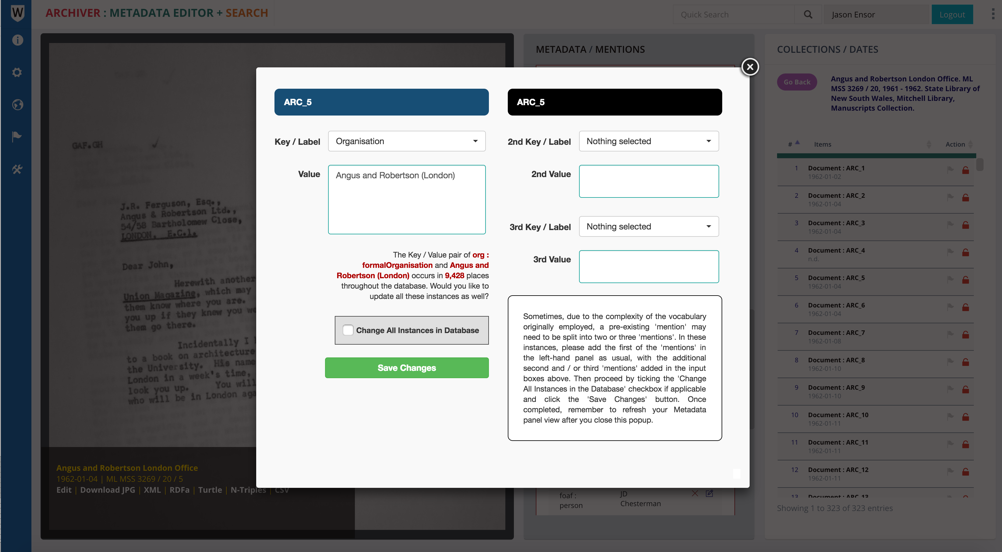 W
ARCHIVER : METADATA EDITOR + SEARCH
Quick Search
Jason Ensor
Logout
GAF.GH
J.H. Ferguson, Esq.,
Angus & Robertson Ltd.,
54/58 Bartholomew Close,
LONDON. E.C.1.
Dear John,
Herewith another
Union Magazine, which may
know where you are.
you up if they know you
go there.
Incidentally I
to a book on architecture
the University. His name
London in a week's time,
look you up. You will
who will be in London again
Angus and Robertson London Office
1962-01-04 | ML MSS 3269 / 20 / 5
Edit | Download JPG | XML | RDFa | Turtle | N-Triples | CSV
METADATA / MENTIONS
foaf : person
JD Chesterman
ARC_5
Key / Label
Organisation
Value
Angus and Robertson (London)
The Key / Value pair of org :
formalOrganisation and Angus and
Robertson (London) occurs in 9,428 places
throughout the database. Would you like to
update all these instances as well?
Change All Instances in Database
Save Changes
ARC_5
2nd Key / Label
Nothing selected
2nd Value
3rd Key / Label
Nothing selected
3rd Value
Sometimes, due to the complexity of the vocabulary
originally employed, a pre-existing 'mention' may
need to be split into two or three 'mentions'. In these
instances, please add the first of the 'mentions' in
the left-hand panel as usual, with the additional
second and / or third 'mentions' added in the input
boxes above. Then proceed by ticking the 'Change
All Instances in the Database' checkbox if applicable
and click the 'Save Changes' button. Once
completed, remember to refresh your Metadata
panel view after you close this popup.
COLLECTIONS / DATES
Go Back
Angus and Robertson London Office. ML
MSS 3269 / 20, 1961 - 1962. State Library of
New South Wales, Mitchell Library,
Manuscripts Collection.
# Items Action
1 Document : ARC_1
1962-01-02
2 Document : ARC_2
1962-01-04
3 Document : ARC_3
1962-01-04
4 Document : ARC_4
n.d.
5 Document : ARC_5
1962-01-04
6 Document : ARC_6
1962-01-04
7 Document : ARC_7
1962-01-08
8 Document : ARC_8
1962-01-10
9 Document : ARC_9
1962-01-10
10 Document : ARC_10
1962-01-11
11 Document : ARC_11
1962-01-11
12 Document : ARC_12
1962-01-11
13 Document : ARC_13
Showing 1 to 323 of 323 entries